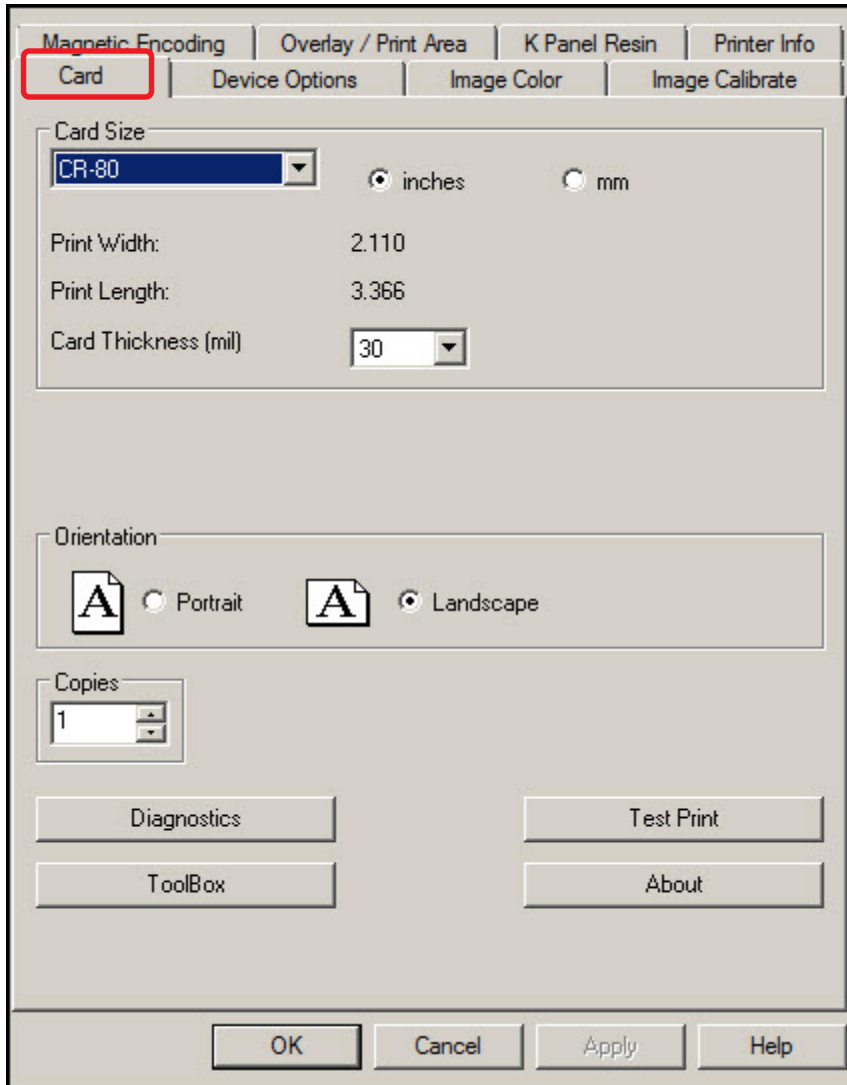 Magnetic Encoding Overlay / Print Area K Panel Resin Printer Info
Card Device Options Image Color Image Calibrate
Card Size
CR-80 inches mm
Print Width: 2.110
Print Length: 3.366
Card Thickness (mil) 30
Orientation
A Portrait A Landscape
Copies
1
Diagnostics Test Print
ToolBox About
OK Cancel Apply Help